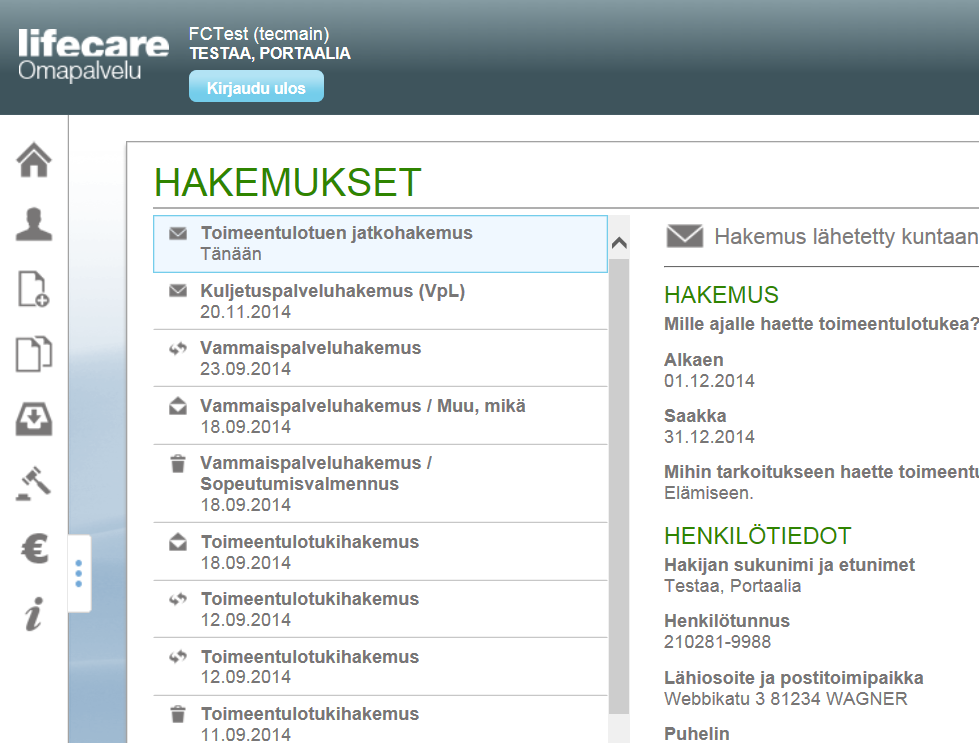 lifecare
Omapalvelu
FCTest (tecmain)
TESTAA, PORTAALIA
Kirjaudu ulos
HAKEMUKSET
Toimeentulotuen jatkohakemus
Tänään
Kuljetuspalveluhakemus (VpL)
20.11.2014
Vammaispalveluhakemus
23.09.2014
Vammaispalveluhakemus / Muu, mikä
18.09.2014
Vammaispalveluhakemus /
Sopeutumisvalmennus
18.09.2014
Toimeentulotukihakemus
18.09.2014
Toimeentulotukihakemus
12.09.2014
Toimeentulotukihakemus
12.09.2014
Toimeentulotukihakemus
11.09.2014
Hakemus lähetetty kuntaan
HAKEMUS
Mille ajalle haette toimeentulotukea?
Alkaen
01.12.2014
Saakka
31.12.2014
Mihin tarkoitukseen haette toimeentu
Elämiseen.
HENKILÖTIEDOT
Hakijan sukunimi ja etunimet
Testaa, Portaalia
Henkilötunnus
210281-9988
Lähiosoite ja postitoimipaikka
Webbikatu 3 81234 WAGNER
Puhelin